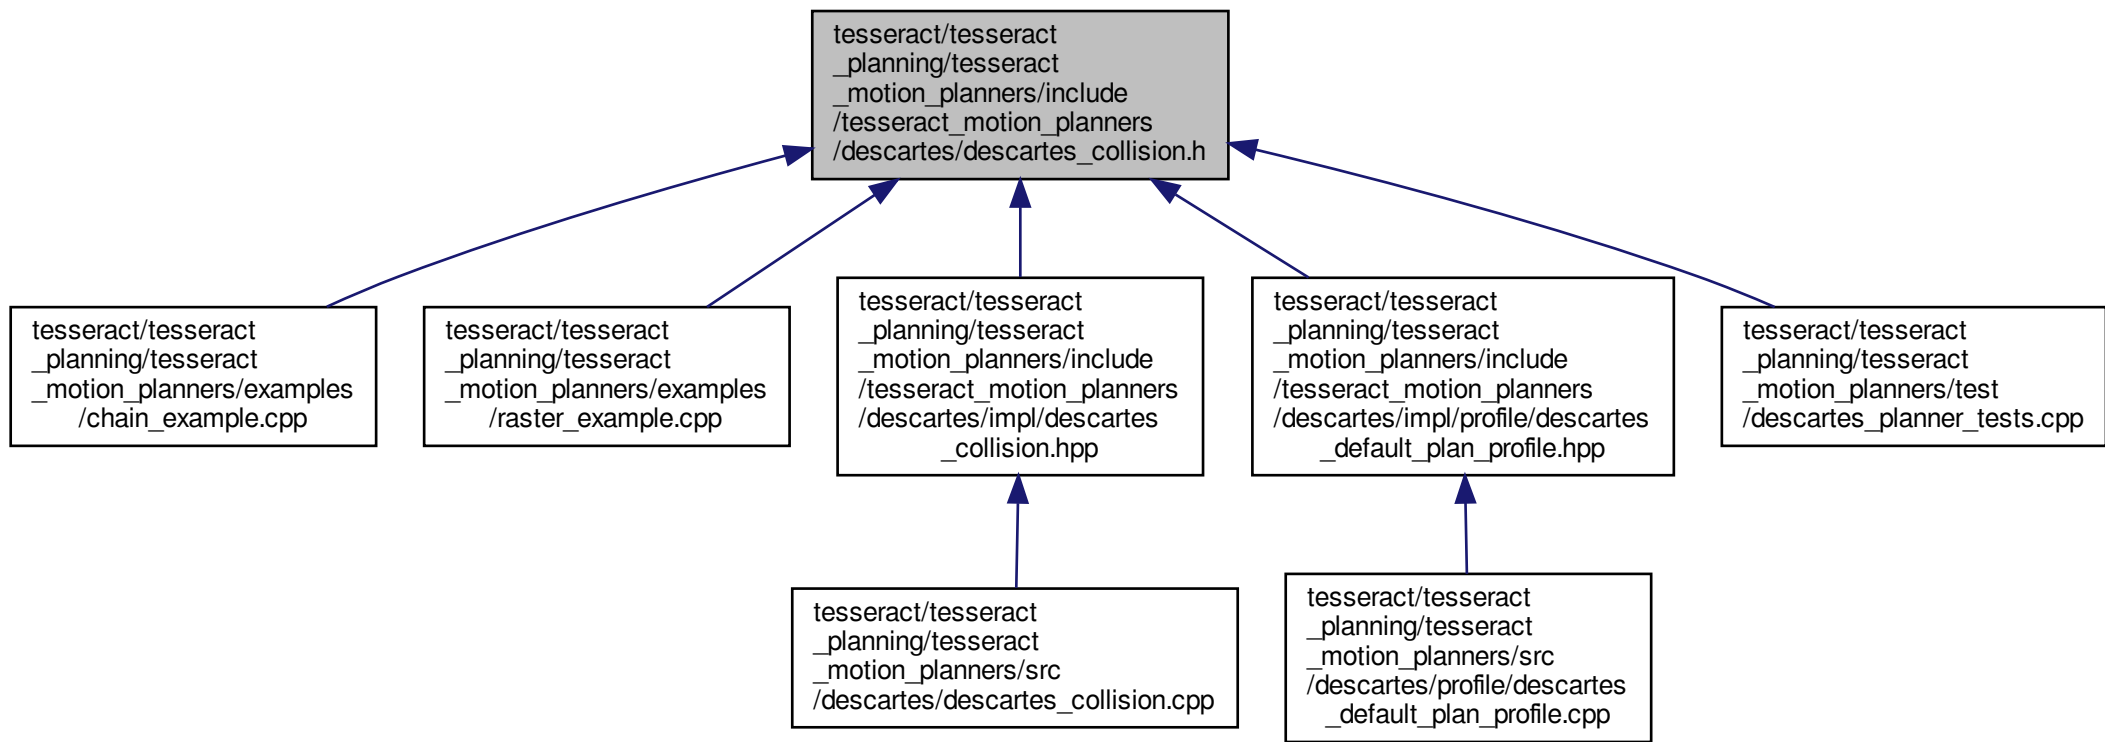 tesseract/tesseract
_planning/tesseract
_motion_planners/include
/tesseract_motion_planners
/descartes/descartes_collision.h
tesseract/tesseract
_planning/tesseract
_motion_planners/examples
/chain_example.cpp
tesseract/tesseract
_planning/tesseract
_motion_planners/examples
/raster_example.cpp
tesseract/tesseract
_planning/tesseract
_motion_planners/include
/tesseract_motion_planners
/descartes/impl/descartes
_collision.hpp
tesseract/tesseract
_planning/tesseract
_motion_planners/include
/tesseract_motion_planners
/descartes/impl/profile/descartes
_default_plan_profile.hpp
tesseract/tesseract
_planning/tesseract
_motion_planners/test
/descartes_planner_tests.cpp
tesseract/tesseract
_planning/tesseract
_motion_planners/src
/descartes/descartes_collision.cpp
tesseract/tesseract
_planning/tesseract
_motion_planners/src
/descartes/profile/descartes
_default_plan_profile.cpp